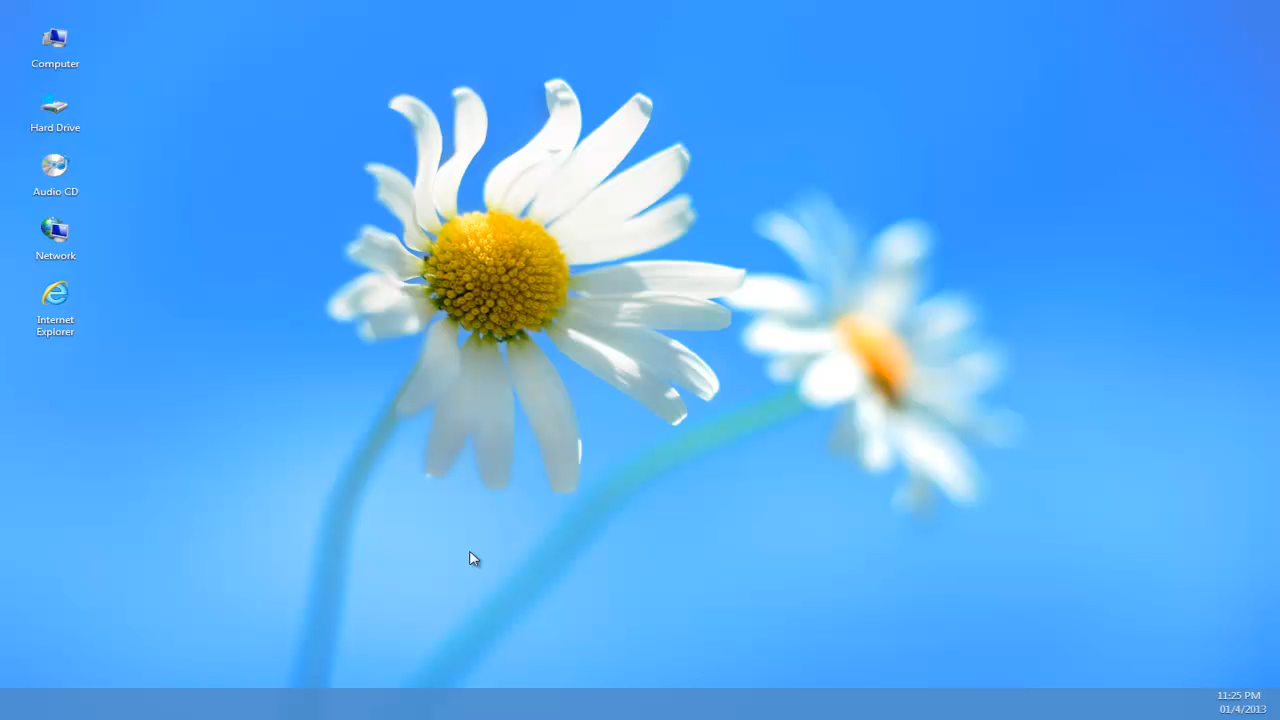 Computer
Hard Drive
Audio CD
Network
Internet
Explorer
11:25 PM
01/4/2013